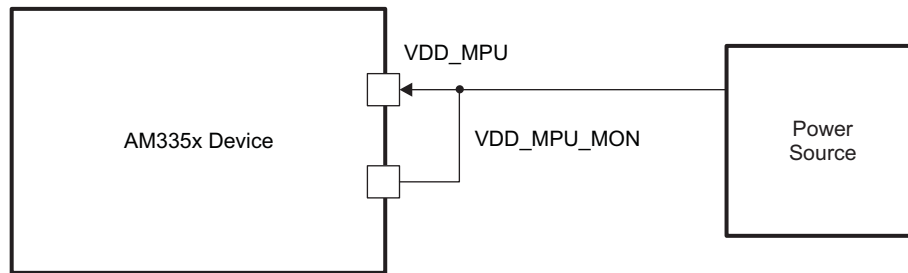 VDD_MPU
AM335x Device
VDD_MPU_MON
Power
Source